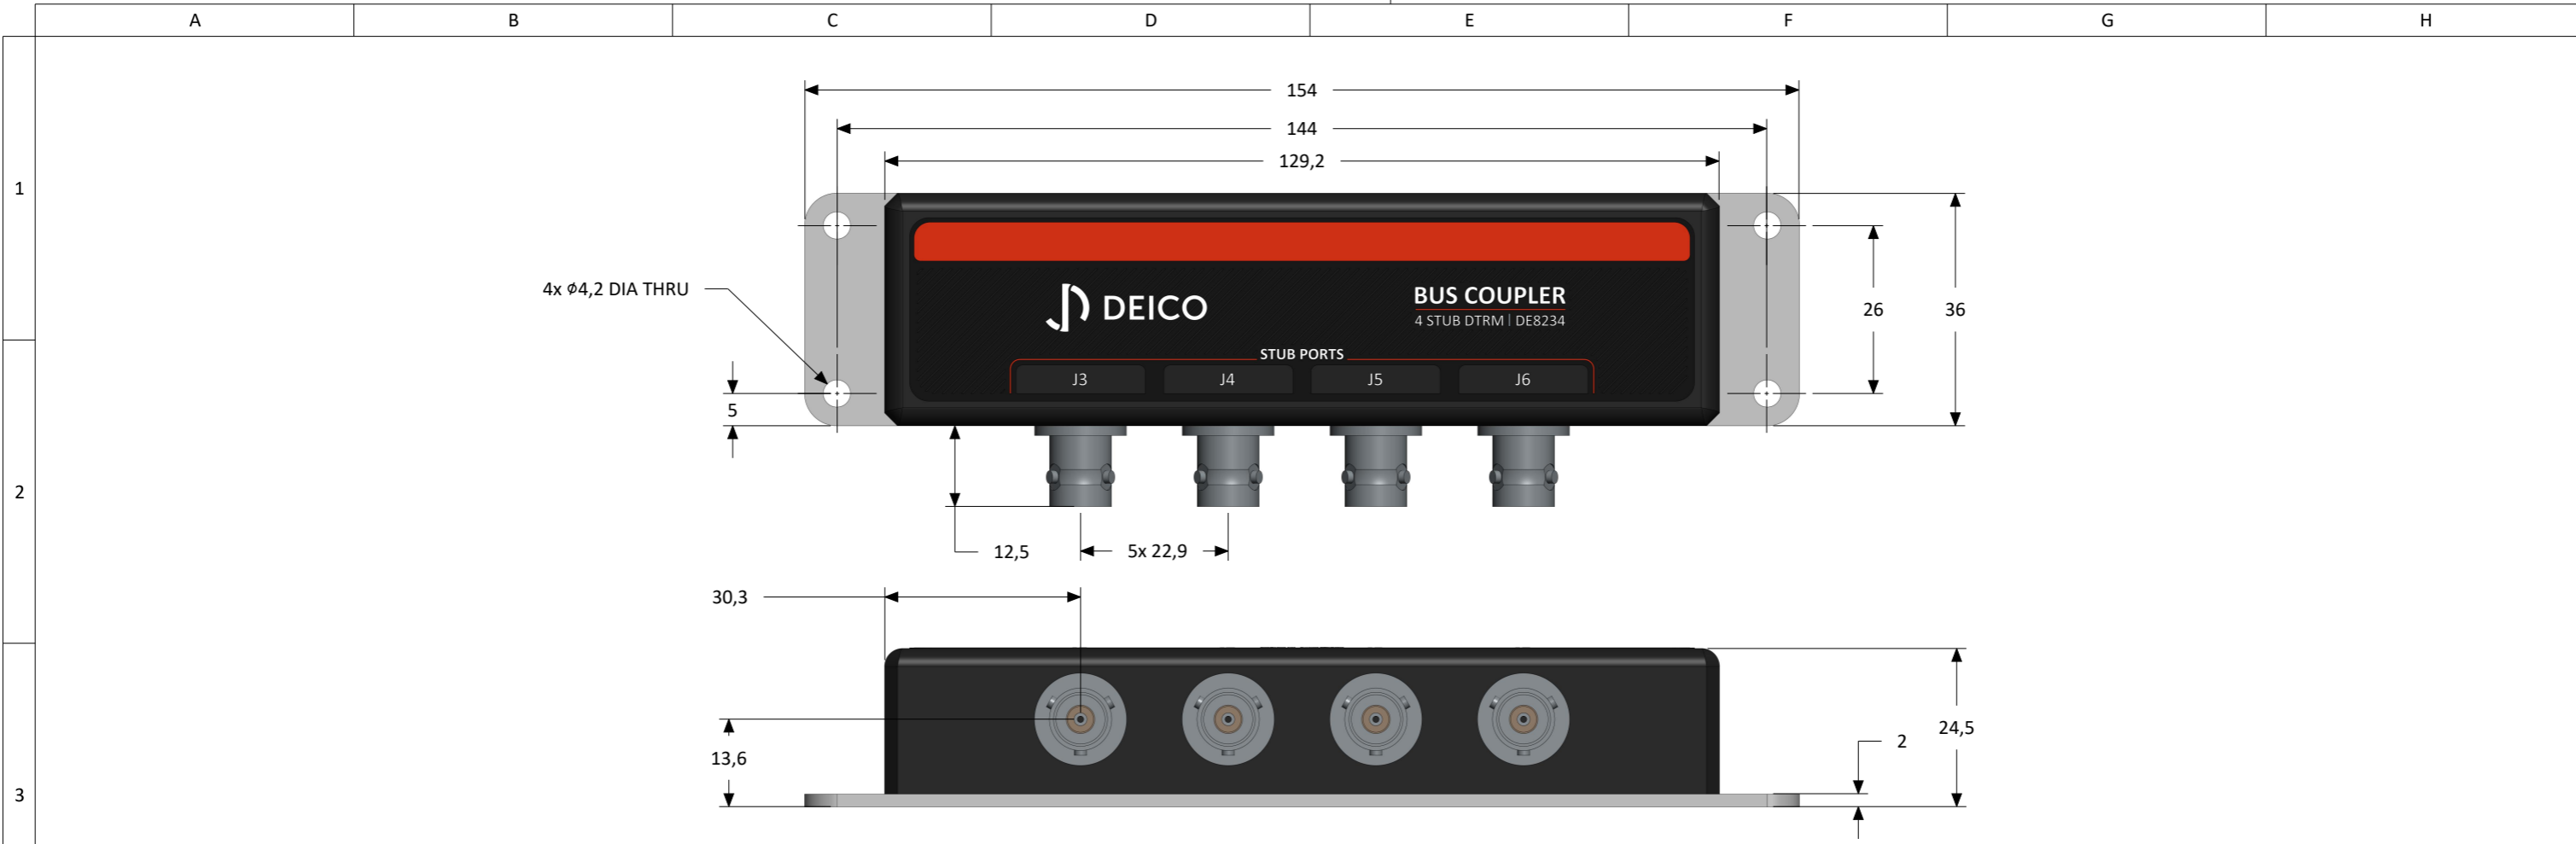 A B C D E F G H
154
144
129,2
1
4x ⌀4,2 DIA THRU
DEICO
BUS COUPLER
4 STUB DTRM | DE8234
26
36
STUB PORTS
J3 J4 J5 J6
5
2
12,5
5x 22,9
30,3
13,6
2
24,5
3